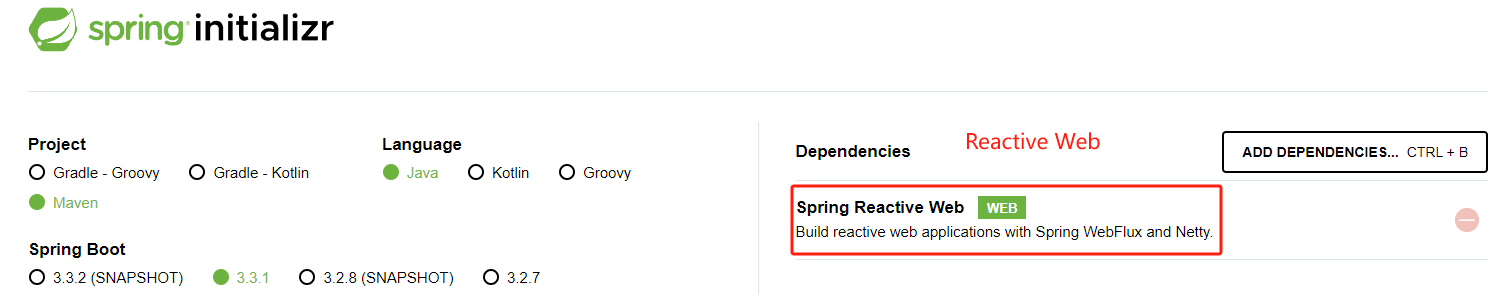 spring initializr
Project
Gradle - Groovy
Gradle - Kotlin
Maven
Language
Java
Kotlin
Groovy
Spring Boot
3.3.2 (SNAPSHOT)
3.3.1
3.2.8 (SNAPSHOT)
3.2.7
Dependencies
Reactive Web
ADD DEPENDENCIES... CTRL + B
Spring Reactive Web WEB
Build reactive web applications with Spring WebFlux and Netty.